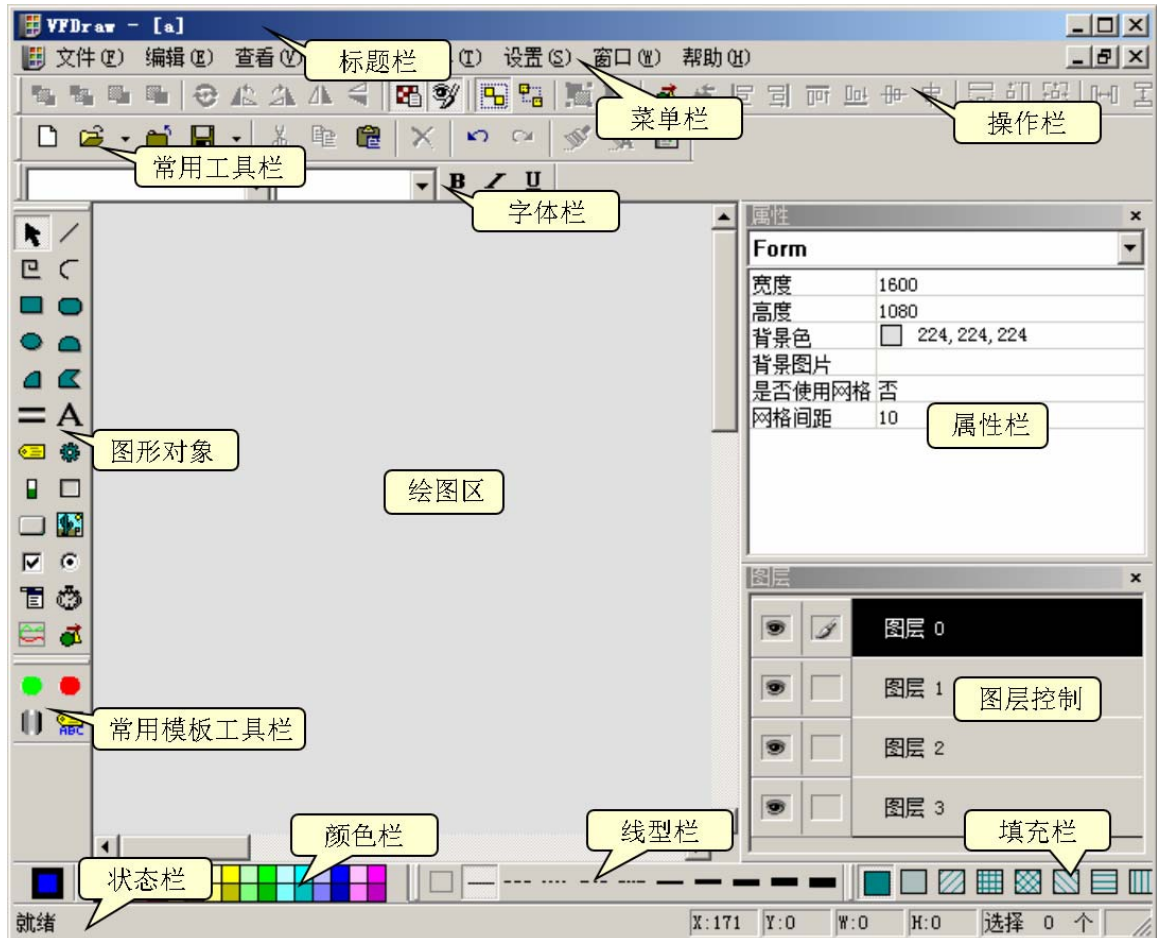 VFDraw - [a]
文件(F) 编辑(E) 查看(V) (T) 设置(S) 窗口(W) 帮助(H)
标题栏
菜单栏
操作栏
常用工具栏
B I U
字体栏
属性
Form
宽度 1600
高度 1080
背景色 224,224,224
背景图片
是否使用网格 否
网格间距 10
属性栏
A
图形对象
绘图区
图层
图层 0
图层 1
图层控制
图层 2
图层 3
ABC
常用模板工具栏
颜色栏
线型栏
填充栏
状态栏
就绪 X:171 Y:0 W:0 H:0 选择 0 个